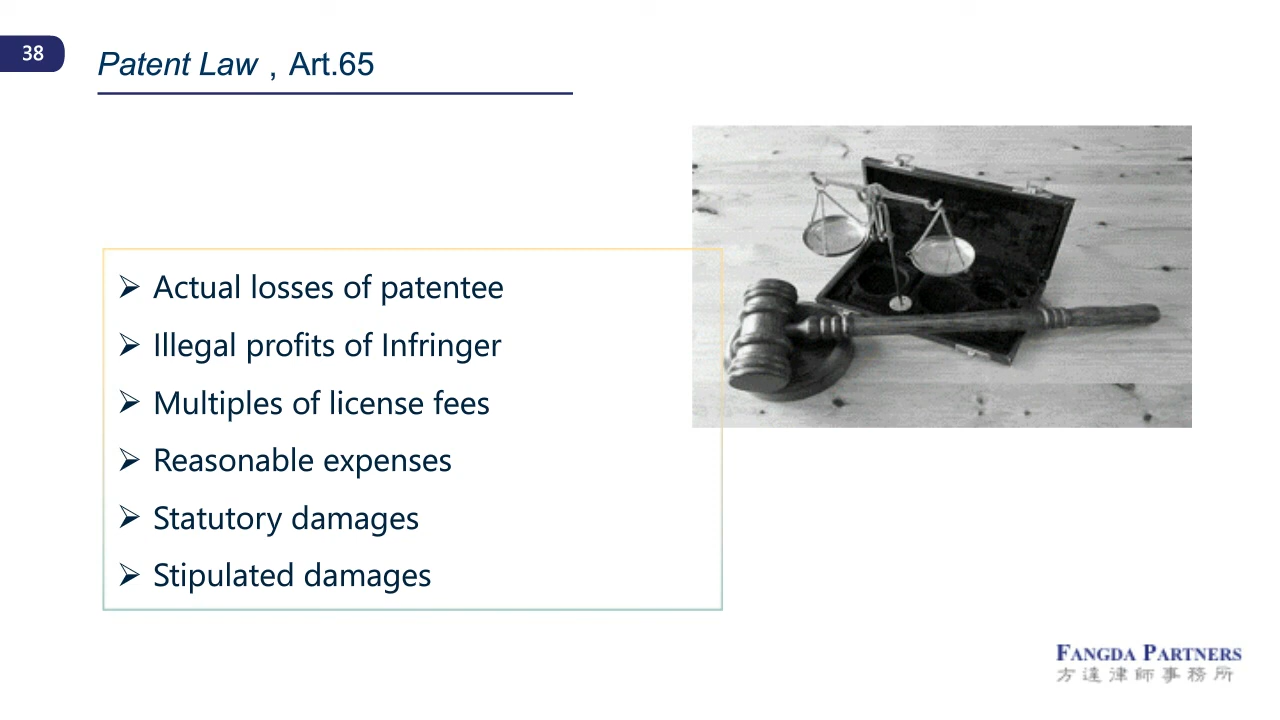 38
Patent Law，Art.65
➢ Actual losses of patentee
➢ Illegal profits of Infringer
➢ Multiples of license fees
➢ Reasonable expenses
➢ Statutory damages
➢ Stipulated damages
FANGDA PARTNERS
方達律師事務所